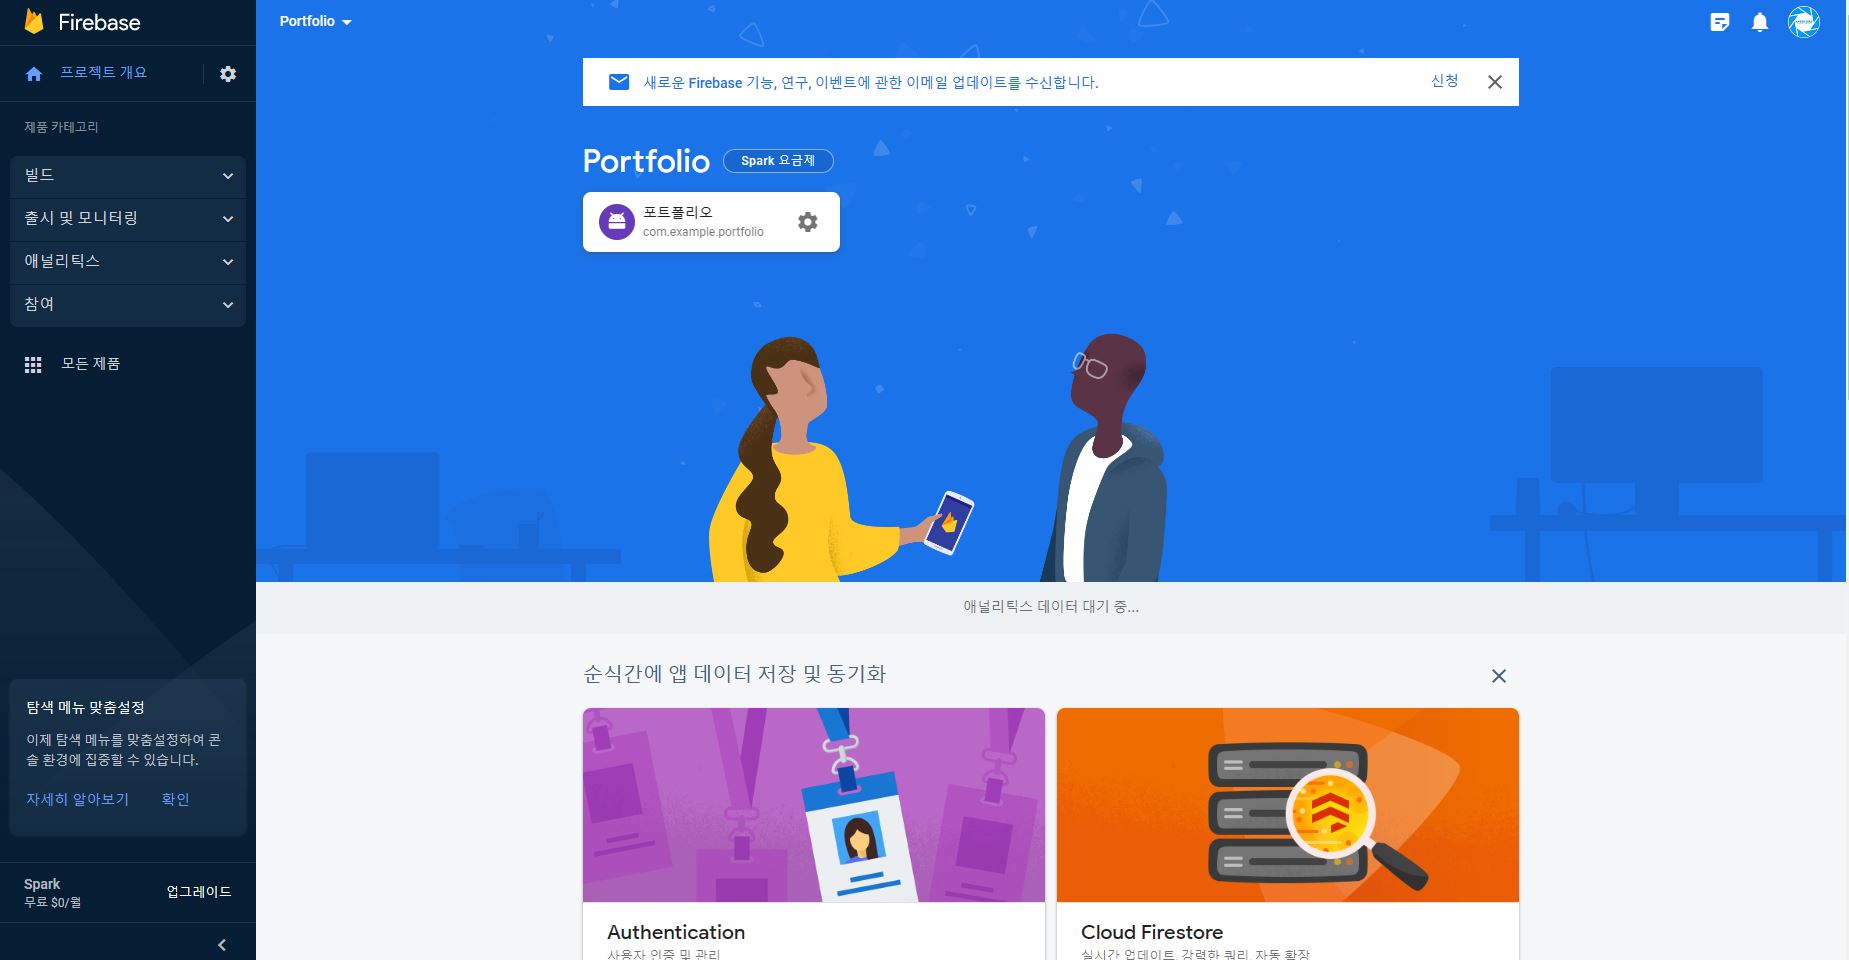 Firebase
프로젝트 개요
제품 카테고리
빌드
출시 및 모니터링
애널리틱스
참여
모든 제품
탐색 메뉴 맞춤설정
이제 탐색 메뉴를 맞춤설정하여 콘
솔 환경에 집중할 수 있습니다.
자세히 알아보기 확인
Spark
무료 $0/월
업그레이드
Portfolio
새로운 Firebase 기능, 연구, 이벤트에 관한 이메일 업데이트를 수신합니다. 신청
Portfolio Spark 요금제
포트폴리오
com.example.portfolio
애널리틱스 데이터 대기 중...
순식간에 앱 데이터 저장 및 동기화
Authentication
사용자 인증 및 관리
Cloud Firestore
실시간 업데이트, 강력한 쿼리, 자동 확장